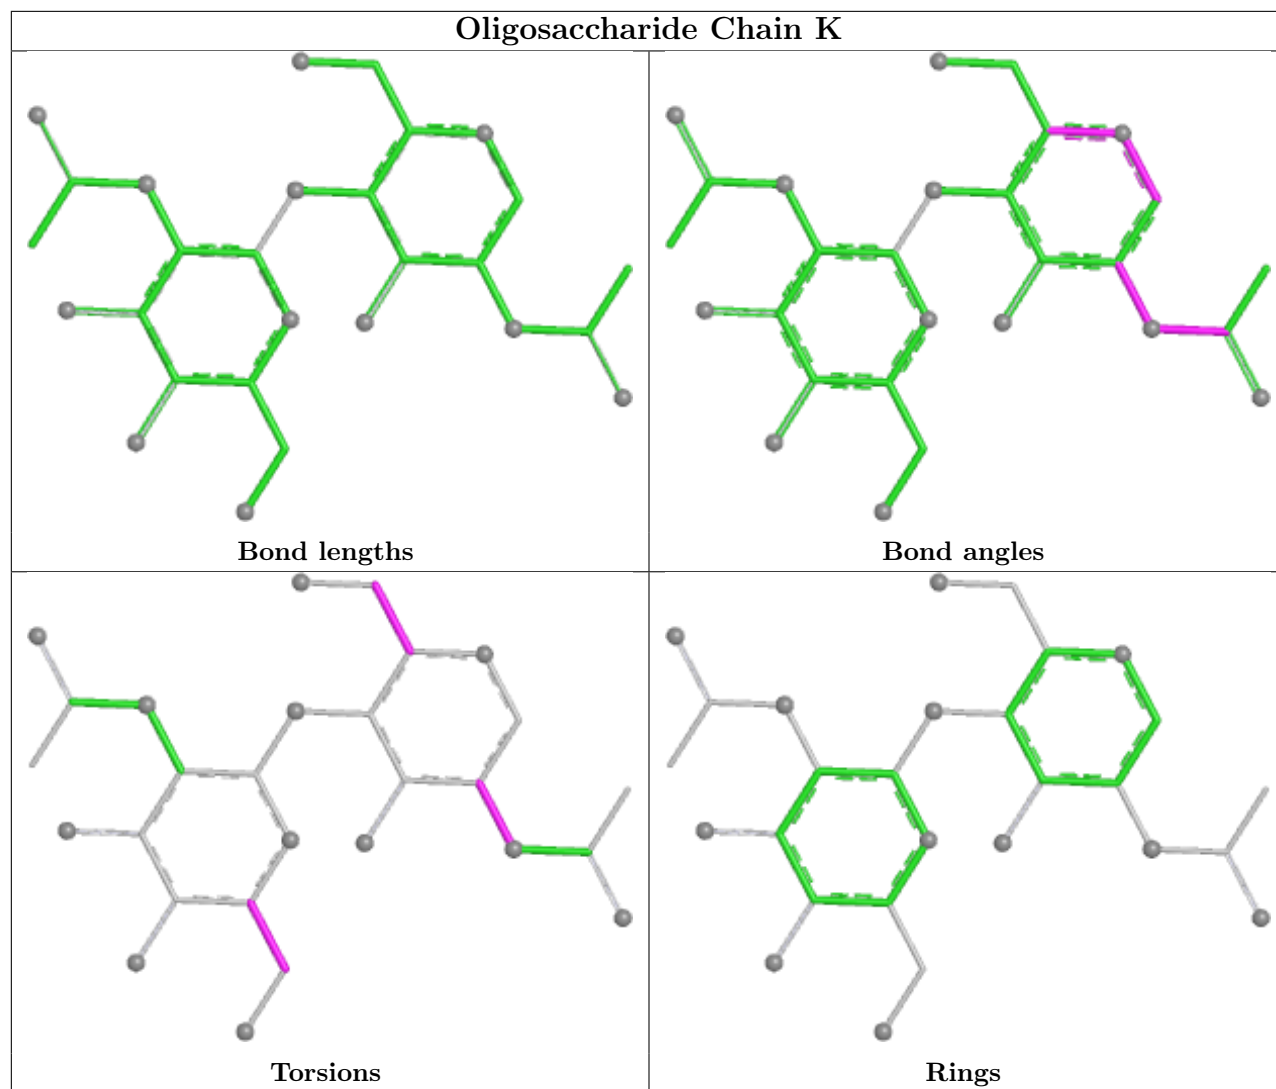 Oligosaccharide Chain K
Bond lengths
Bond angles
Torsions
Rings